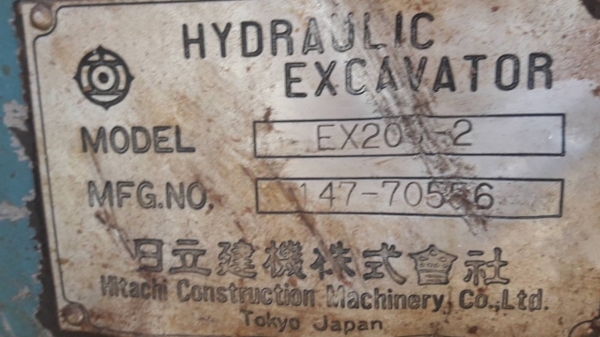 HYDRAULIC
EXCAVATOR
MODEL
MFG.NO,
日立建機株式會社
Hitachi Construction Machinery, Co.,Ltd.
Tokyo Japan